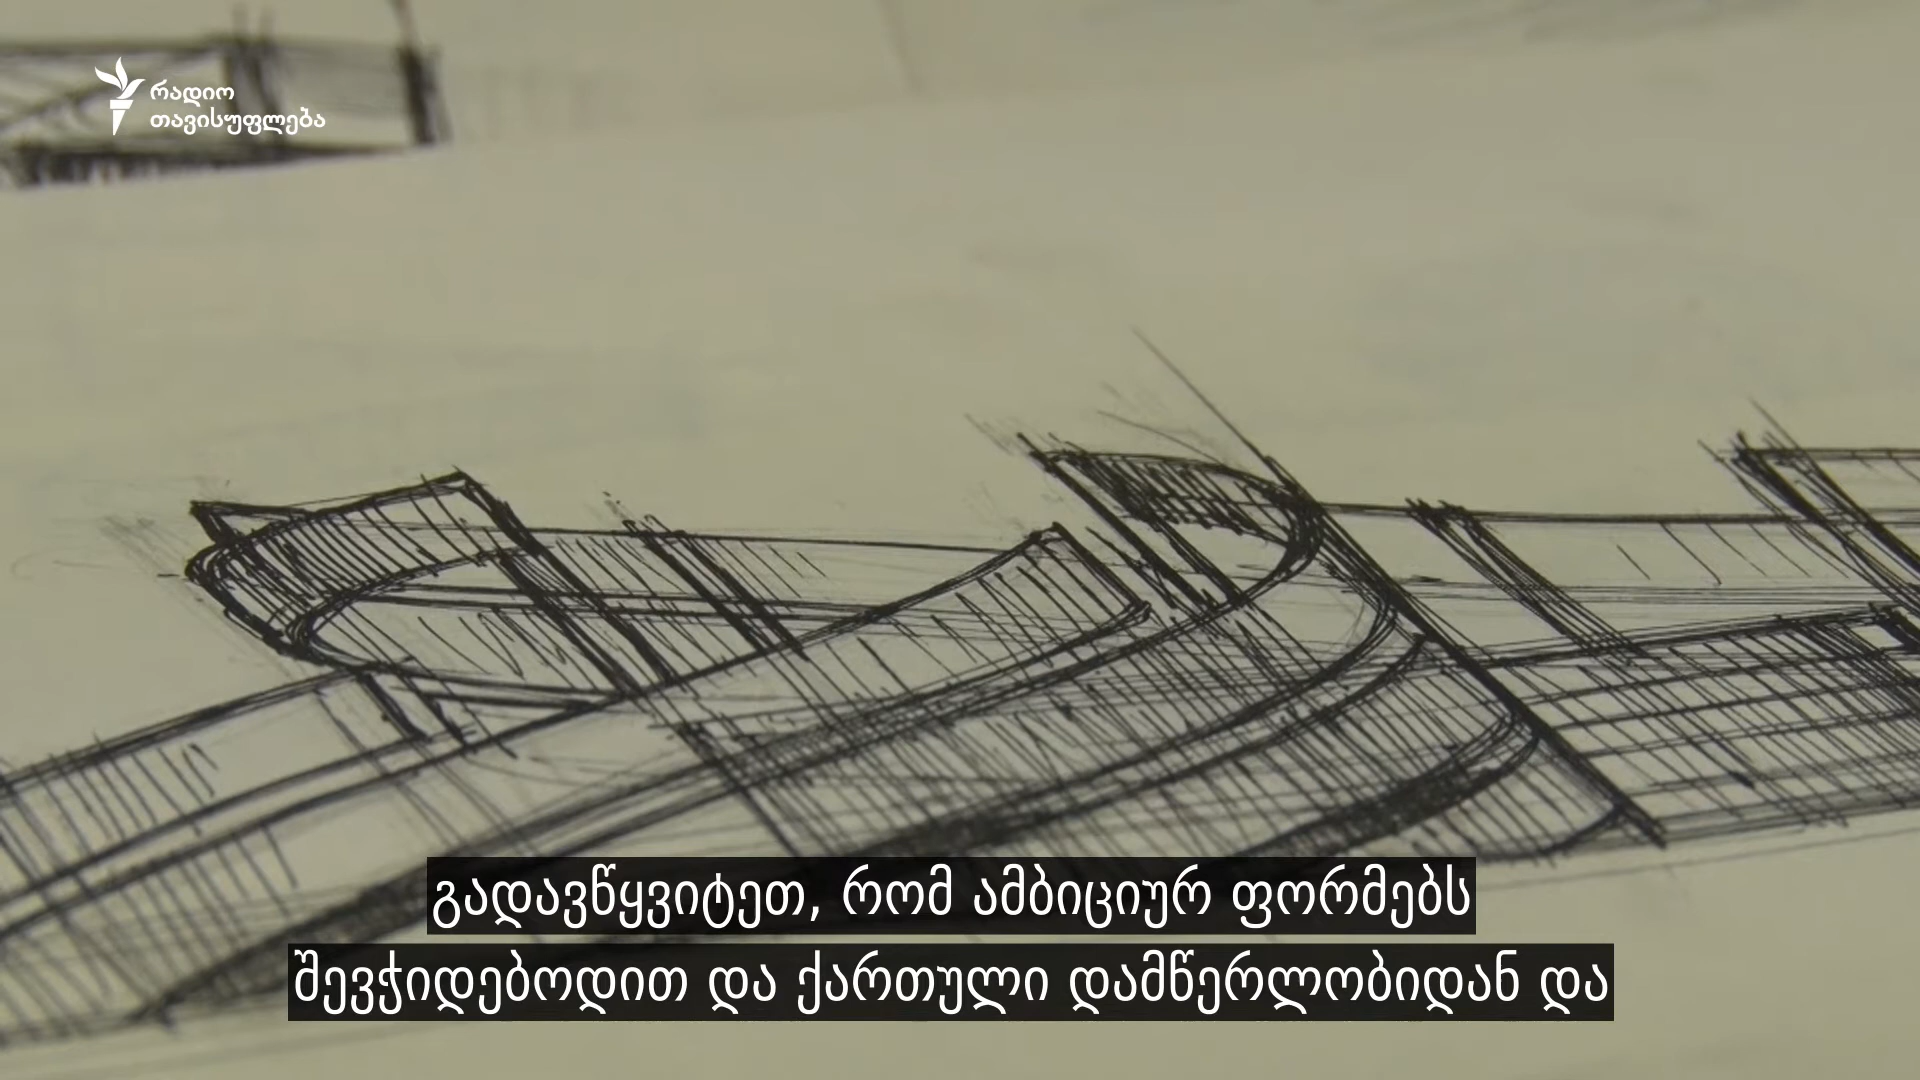 რადიო
თავისუფლება
გადავწყვიტეთ, რომ ამბიციურ ფორმებს
შევჭიდებოდით და ქართული დამწერლობიდან და